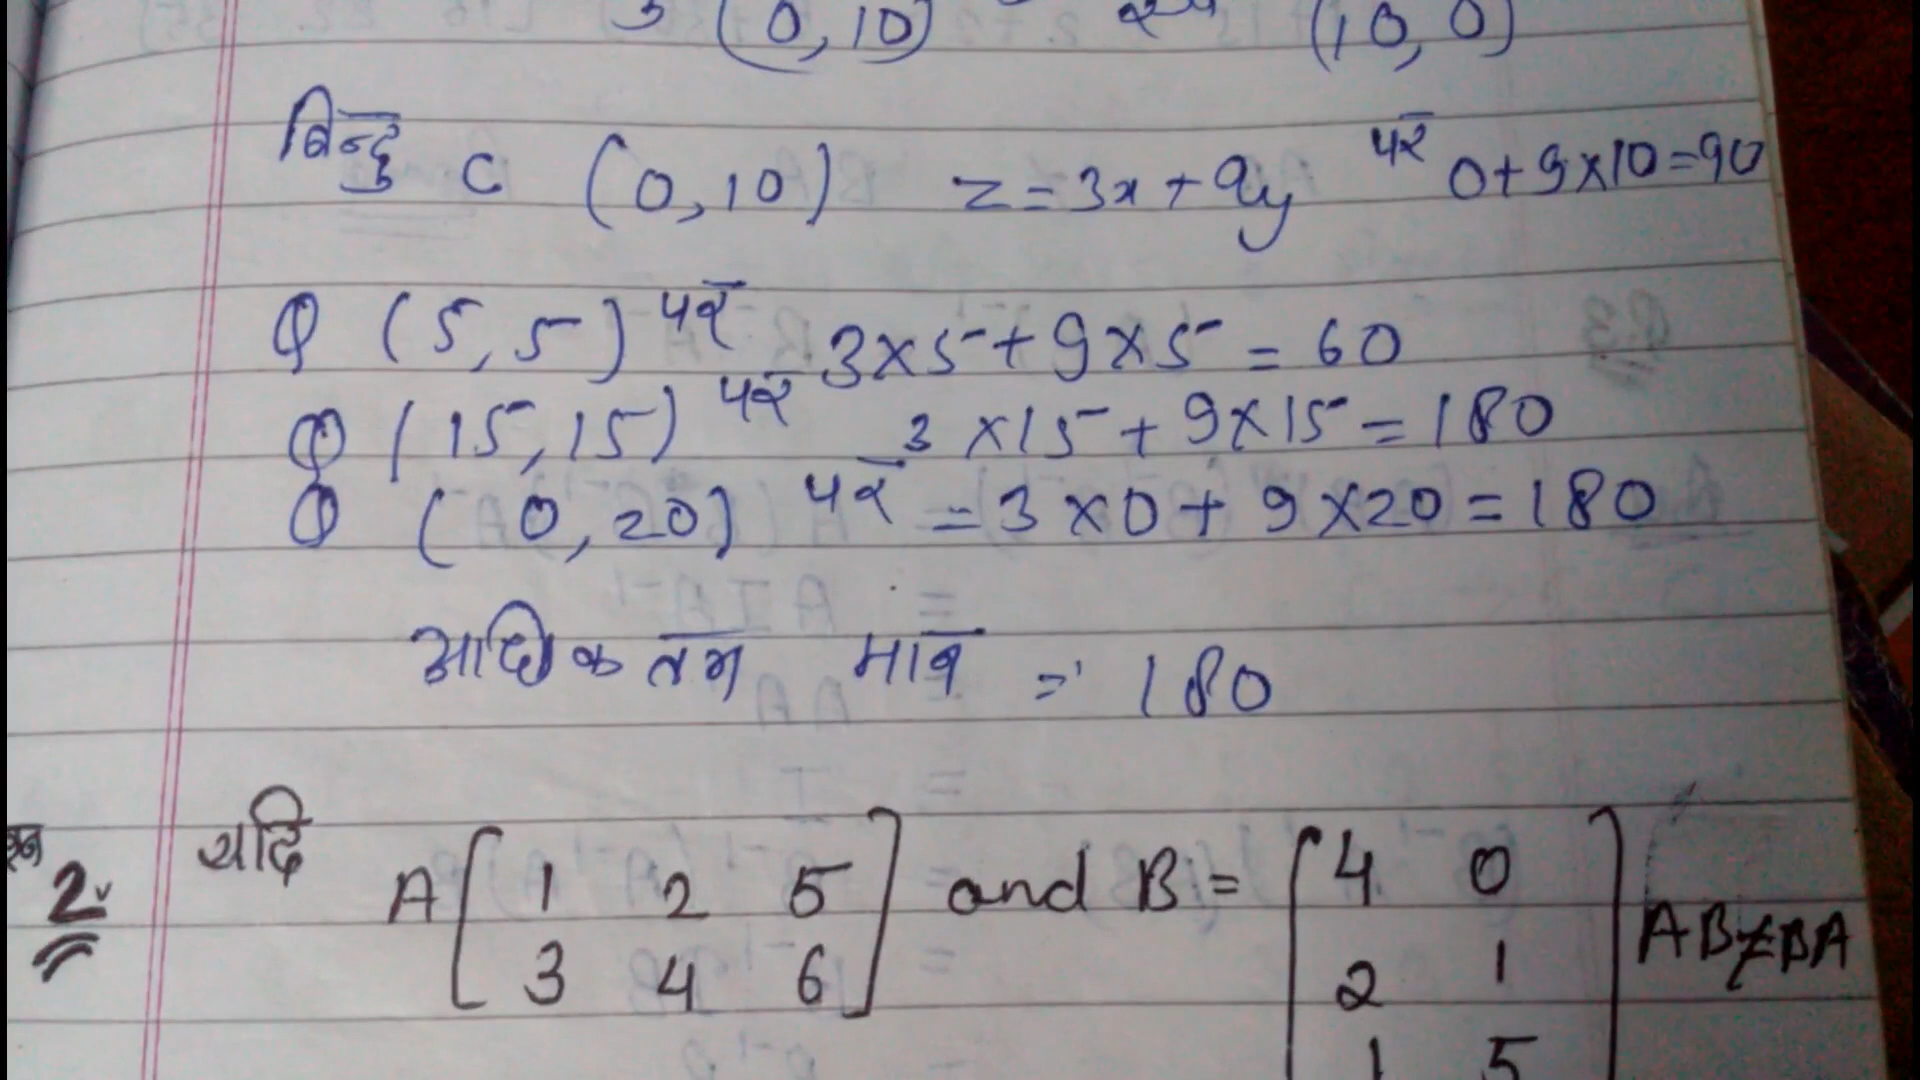 (0,10) (10,0)
बिन्दु C (0,10) z=3x+9y पर 0+9×10=90
Q (5,5) पर 3×5+9×5=60
Q (15,15) पर 3×15+9×15=180
Q (0,20) पर =3×0+9×20=180
अधिकतम मान = 180
2. यदि A[1 2 5 and B= [4 0 AB≠BA
3 4 6] 2 1
1 5